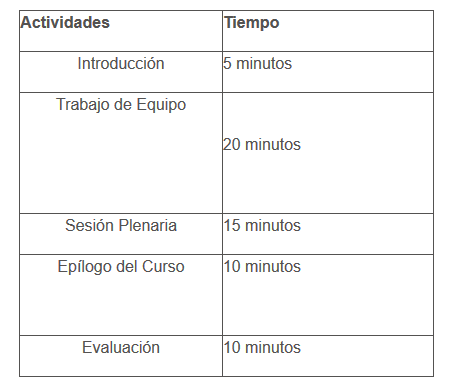 Actividades Tiempo
Introducción 5 minutos
Trabajo de Equipo
20 minutos
Sesión Plenaria 15 minutos
Epílogo del Curso 10 minutos
Evaluación 10 minutos